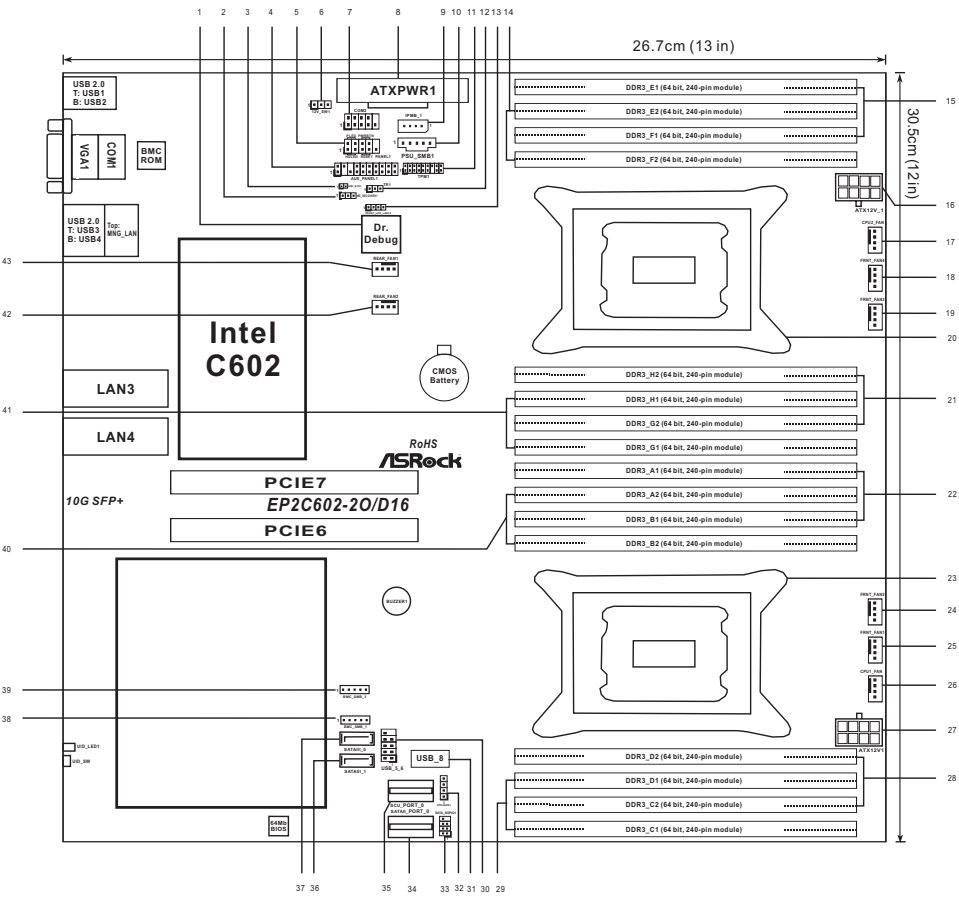 1 2 3 4 5 6 7 8 9 10 11 12 13 14
26.7cm (13 in)
30.5cm (12 in)
USB 2.0
T: USB1
B: USB2
VGA1
COM1
BMC
ROM
USB 2.0
T: USB3
B: USB4
Top:
MNG_LAN
ATXPWR1
COM2
IPMB_1
1
1
1
PSU_SMB1
AUX_PANEL1
TPM1
Dr.
Debug
REAR_FAN1
REAR_FAN2
Intel
C602
CMOS
Battery
LAN3
LAN4
10G SFP+
RoHS
ASRock
PCIE7
EP2C602-2O/D16
PCIE6
BUZZER1
1
BMC_SMB_2
1
BMC_SMB_1
SATAIII_0
SATAIII_1
USB_5_6
USB_8
SCU_PORT_0
SATAII_PORT_0
UID_LED1
UID_SW
64Mb
BIOS
DDR3_E1 (64 bit, 240-pin module)
DDR3_E2 (64 bit, 240-pin module)
DDR3_F1 (64 bit, 240-pin module)
DDR3_F2 (64 bit, 240-pin module)
ATX12V_1
CPU2_FAN
FRNT_FAN4
FRNT_FAN3
DDR3_H2 (64 bit, 240-pin module)
DDR3_H1 (64 bit, 240-pin module)
DDR3_G2 (64 bit, 240-pin module)
DDR3_G1 (64 bit, 240-pin module)
DDR3_A1 (64 bit, 240-pin module)
DDR3_A2 (64 bit, 240-pin module)
DDR3_B1 (64 bit, 240-pin module)
DDR3_B2 (64 bit, 240-pin module)
FRNT_FAN2
FRNT_FAN1
CPU1_FAN
ATX12V1
DDR3_D2 (64 bit, 240-pin module)
DDR3_D1 (64 bit, 240-pin module)
DDR3_C2 (64 bit, 240-pin module)
DDR3_C1 (64 bit, 240-pin module)
15
16
17
18
19
20
21
22
23
24
25
26
27
28
43
42
41
40
39
38
37 36 35 34 33 32 31 30 29